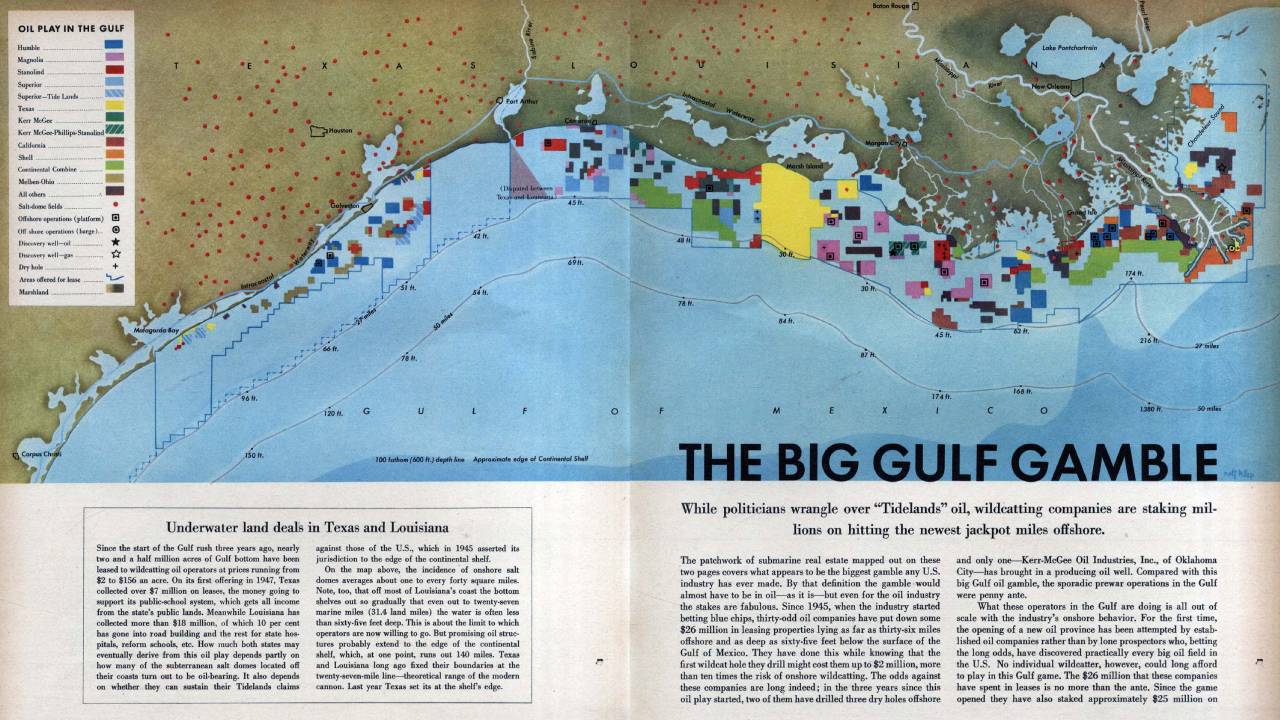 OIL PLAY IN THE GULF
Humble
Magnolia
Stanolind
Superior
Superior—Tide Lands
Texas
Kerr McGee
Kerr McGee-Phillips-Stanolind
California
Shell
Continental Combine
Melben-Ohio
All others
Salt-dome fields
Offshore operations (platform)
Off shore operations (barge)
Discovery well—oil
Discovery well—gas
Dry hole
Areas offered for lease
Marshland
Baton Rouge
Pearl River
Sabine River
Lake Pontchartrain
TEXAS
LOUISIANA
Mississippi River
New Orleans
Port Arthur
Intracoastal Waterway
Cameron
Houston
Morgan City
Chandeleur Sound
Marsh Island
Mississippi River
(Disputed between
Texas and Louisiana)
Galveston
Grand Isle
45 ft.
42 ft.
48 ft.
30 ft.
69 ft.
174 ft.
Intracoastal Waterway
51 ft.
54 ft.
30 ft.
78 ft.
27 miles
50 miles
84 ft.
Matagorda Bay
45 ft.
62 ft.
216 ft.
27 miles
66 ft.
78 ft.
87 ft.
96 ft.
174 ft.
168 ft.
120 ft.
GULF OF MEXICO
1380 ft.
50 miles
Corpus Christi
150 ft.
100 fathom (600 ft.) depth line Approximate edge of Continental Shelf
THE BIG GULF GAMBLE
While politicians wrangle over “Tidelands” oil, wildcatting companies are staking mil-
lions on hitting the newest jackpot miles offshore.
Underwater land deals in Texas and Louisiana
Since the start of the Gulf rush three years ago, nearly
two and a half million acres of Gulf bottom have been
leased to wildcatting oil operators at prices running from
$2 to $156 an acre. On its first offering in 1947, Texas
collected over $7 million on leases, the money going to
support its public-school system, which gets all income
from the state’s public lands. Meanwhile Louisiana has
collected more than $18 million, of which 10 per cent
has gone into road building and the rest for state hos-
pitals, reform schools, etc. How much both states may
eventually derive from this oil play depends partly on
how many of the subterranean salt domes located off
their coasts turn out to be oil-bearing. It also depends
on whether they can sustain their Tidelands claims
against those of the U.S., which in 1945 asserted its
jurisdiction to the edge of the continental shelf.
On the map above, the incidence of onshore salt
domes averages about one to every forty square miles.
Note, too, that off most of Louisiana’s coast the bottom
shelves out so gradually that even out to twenty-seven
marine miles (31.4 land miles) the water is often less
than sixty-five feet deep. This is about the limit to which
operators are now willing to go. But promising oil struc-
tures probably extend to the edge of the continental
shelf, which, at one point, runs out 140 miles. Texas
and Louisiana long ago fixed their boundaries at the
twenty-seven-mile line—theoretical range of the modern
cannon. Last year Texas set its at the shelf’s edge.
The patchwork of submarine real estate mapped out on these
two pages covers what appears to be the biggest gamble any U.S.
industry has ever made. By that definition the gamble would
almost have to be in oil—as it is—but even for the oil industry
the stakes are fabulous. Since 1945, when the industry started
betting blue chips, thirty-odd oil companies have put down some
$26 million in leasing properties lying as far as thirty-six miles
offshore and as deep as sixty-five feet below the surface of the
Gulf of Mexico. They have done this while knowing that the
first wildcat hole they drill might cost them up to $2 million, more
than ten times the risk of onshore wildcatting. The odds against
these companies are long indeed; in the three years since this
oil play started, two of them have drilled three dry holes offshore
and only one—Kerr-McGee Oil Industries, Inc., of Oklahoma
City—has brought in a producing oil well. Compared with this
big Gulf oil gamble, the sporadic prewar operations in the Gulf
were penny ante.
What these operators in the Gulf are doing is all out of
scale with the industry’s onshore behavior. For the first time,
the opening of a new oil province has been attempted by estab-
lished oil companies rather than by lone prospectors who, betting
the long odds, have discovered practically every big oil field in
the U.S. No individual wildcatter, however, could long afford
to play in this Gulf game. The $26 million that these companies
have spent in leases is no more than the ante. Since the game
opened they have also staked approximately $25 million on